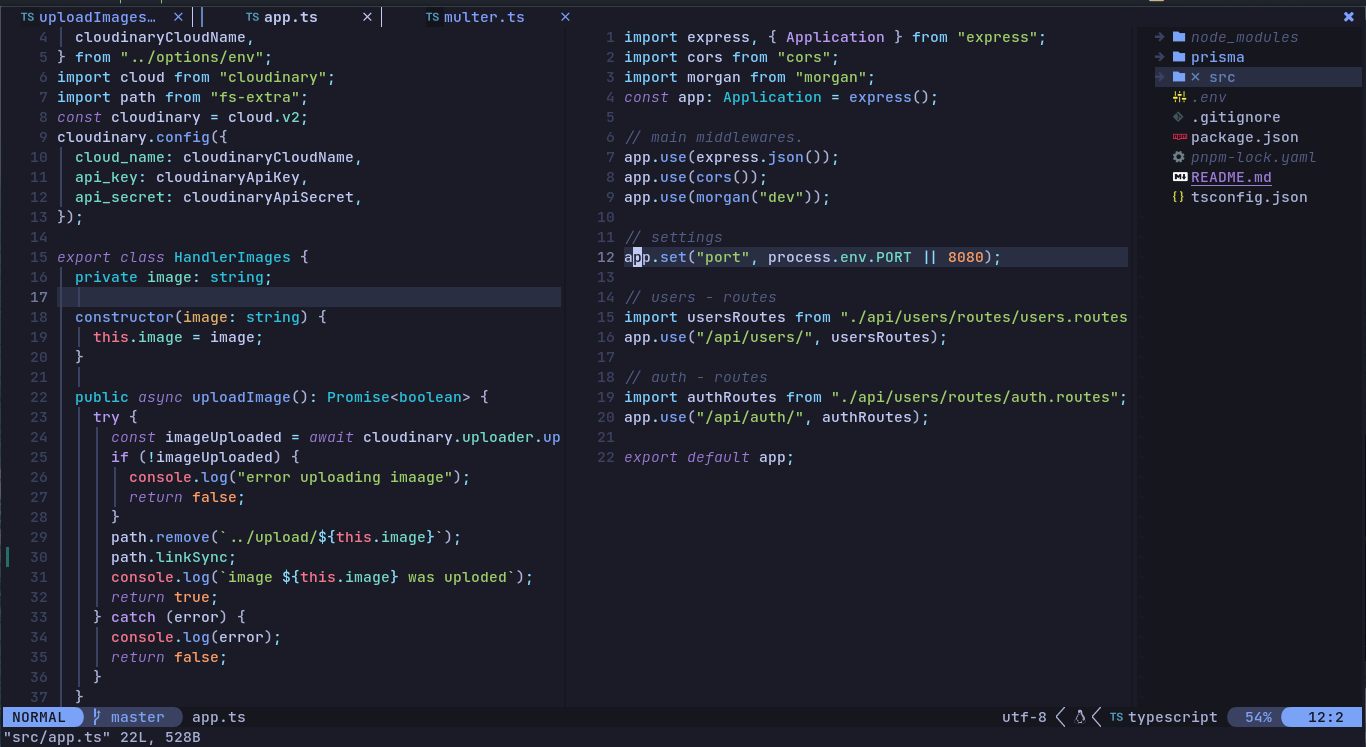 TS uploadImages… × TS app.ts × TS multer.ts ×
4 cloudinaryCloudName,
5 } from "../options/env";
6 import cloud from "cloudinary";
7 import path from "fs-extra";
8 const cloudinary = cloud.v2;
9 cloudinary.config({
10 cloud_name: cloudinaryCloudName,
11 api_key: cloudinaryApiKey,
12 api_secret: cloudinaryApiSecret,
13 });
14
15 export class HandlerImages {
16 private image: string;
17
18 constructor(image: string) {
19 this.image = image;
20 }
21
22 public async uploadImage(): Promise<boolean> {
23 try {
24 const imageUploaded = await cloudinary.uploader.up
25 if (!imageUploaded) {
26 console.log("error uploading imaage");
27 return false;
28 }
29 path.remove(`../upload/${this.image}`);
30 path.linkSync;
31 console.log(`image ${this.image} was uploded`);
32 return true;
33 } catch (error) {
34 console.log(error);
35 return false;
36 }
37 }
1 import express, { Application } from "express";
2 import cors from "cors";
3 import morgan from "morgan";
4 const app: Application = express();
5
6 // main middlewares.
7 app.use(express.json());
8 app.use(cors());
9 app.use(morgan("dev"));
10
11 // settings
12 app.set("port", process.env.PORT || 8080);
13
14 // users - routes
15 import usersRoutes from "./api/users/routes/users.routes
16 app.use("/api/users/", usersRoutes);
17
18 // auth - routes
19 import authRoutes from "./api/users/routes/auth.routes";
20 app.use("/api/auth/", authRoutes);
21
22 export default app;
node_modules
prisma
× src
.env
.gitignore
package.json
pnpm-lock.yaml
README.md
{} tsconfig.json
NORMAL master app.ts utf-8 TS typescript 54% 12:2
"src/app.ts" 22L, 528B